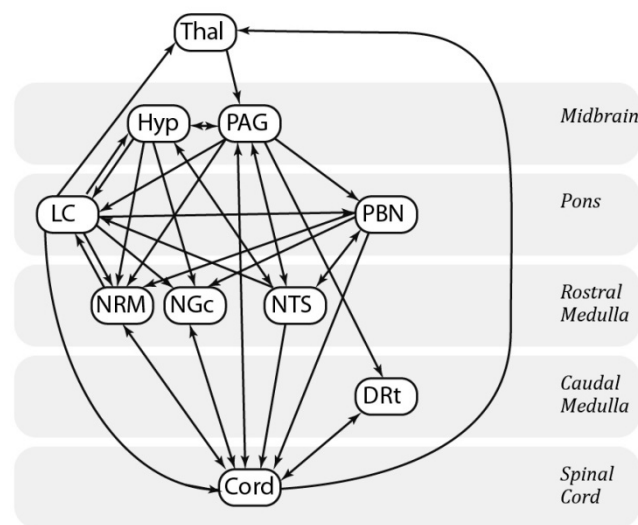 Thal
Hyp
PAG
Midbrain
LC
PBN
Pons
NRM
NGc
NTS
Rostral
Medulla
DRt
Caudal
Medulla
Cord
Spinal
Cord